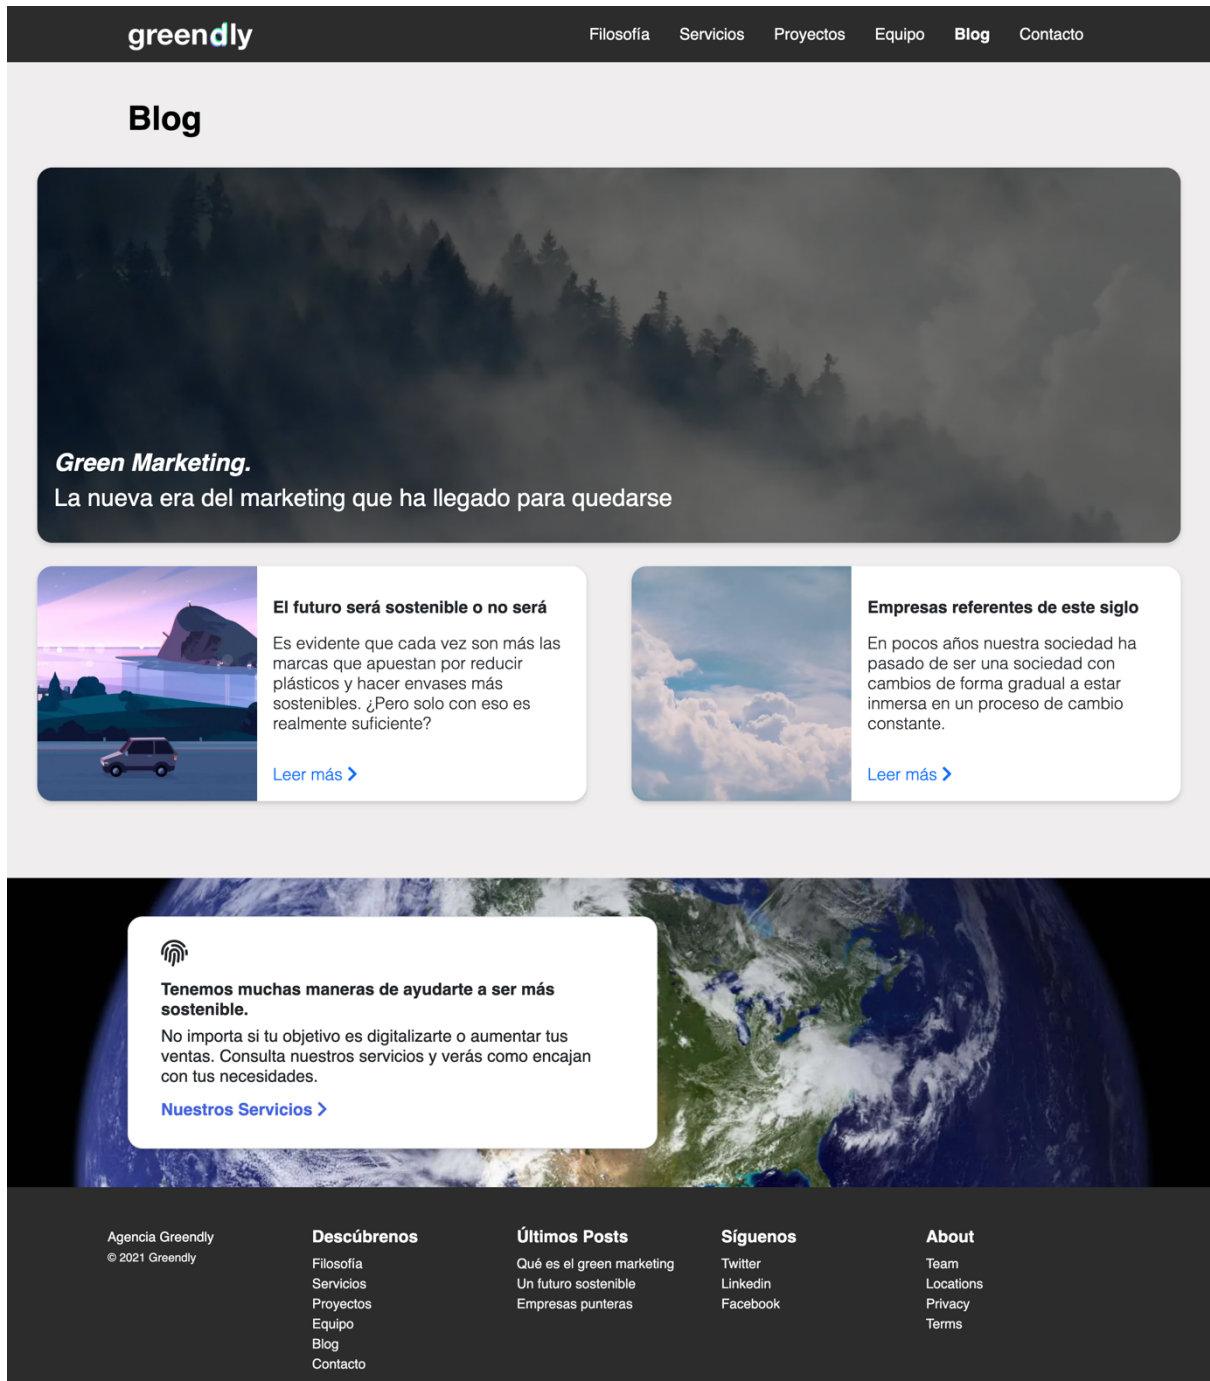 greendly
Filosofía Servicios Proyectos Equipo Blog Contacto
Blog
Green Marketing.
La nueva era del marketing que ha llegado para quedarse
El futuro será sostenible o no será
Es evidente que cada vez son más las
marcas que apuestan por reducir
plásticos y hacer envases más
sostenibles. ¿Pero solo con eso es
realmente suficiente?
Leer más
Empresas referentes de este siglo
En pocos años nuestra sociedad ha
pasado de ser una sociedad con
cambios de forma gradual a estar
inmersa en un proceso de cambio
constante.
Leer más
Tenemos muchas maneras de ayudarte a ser más
sostenible.
No importa si tu objetivo es digitalizarte o aumentar tus
ventas. Consulta nuestros servicios y verás como encajan
con tus necesidades.
Nuestros Servicios
Agencia Greendly
© 2021 Greendly
Descúbrenos
Filosofía
Servicios
Proyectos
Equipo
Blog
Contacto
Últimos Posts
Qué es el green marketing
Un futuro sostenible
Empresas punteras
Síguenos
Twitter
Linkedin
Facebook
About
Team
Locations
Privacy
Terms